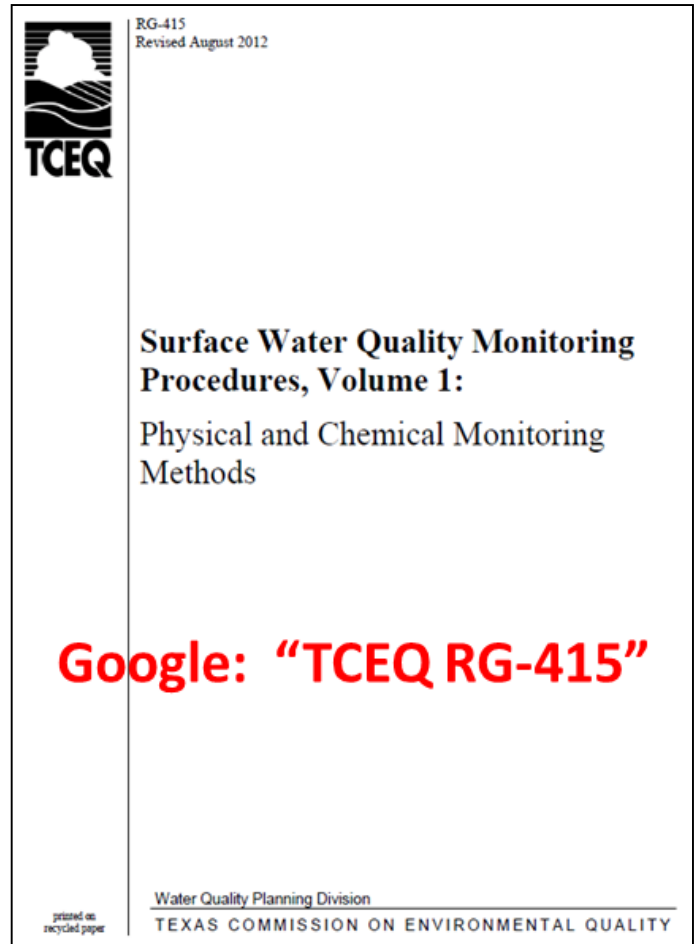 RG-415
Revised August 2012
TCEQ
Surface Water Quality Monitoring
Procedures, Volume 1:
Physical and Chemical Monitoring
Methods
Google: “TCEQ RG-415”
Water Quality Planning Division
printed on
recycled paper
TEXAS COMMISSION ON ENVIRONMENTAL QUALITY